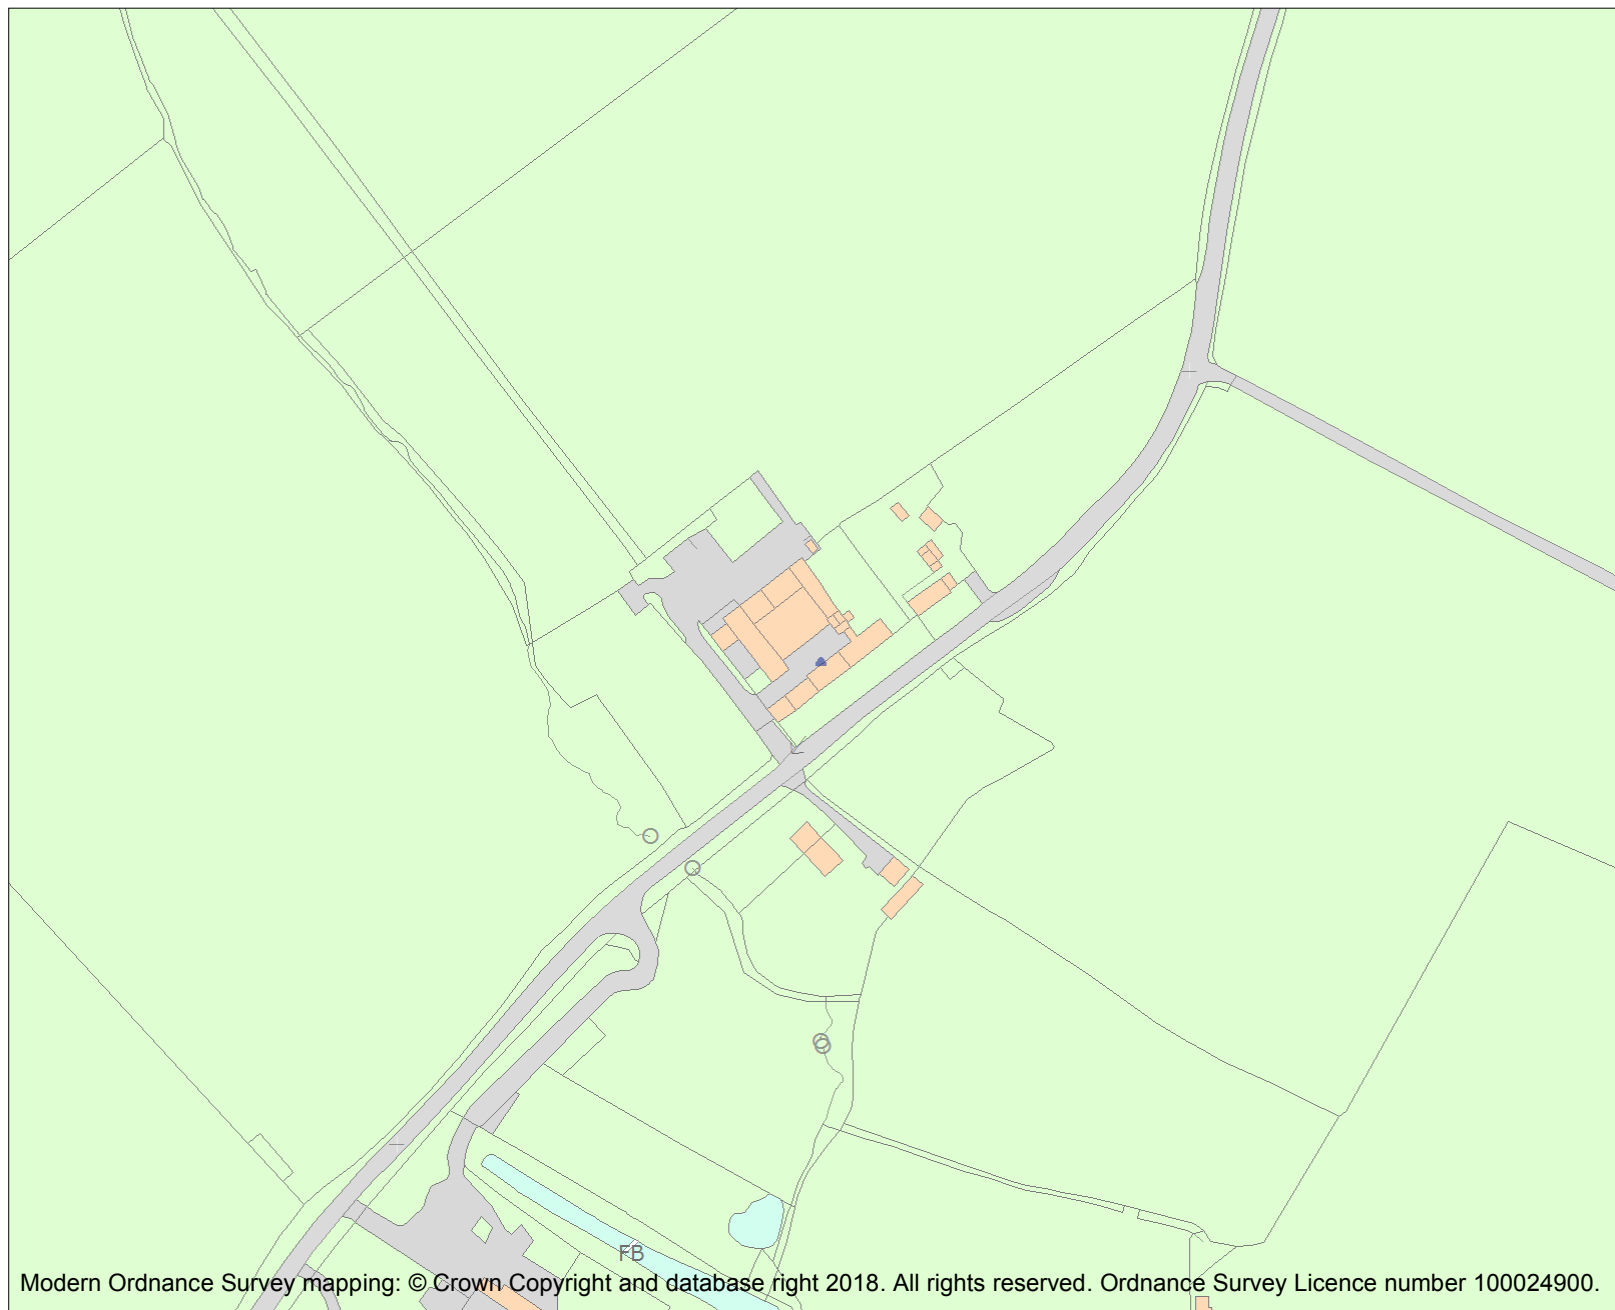 FB
Modern Ordnance Survey mapping: © Crown Copyright and database right 2018. All rights reserved. Ordnance Survey Licence number 100024900.